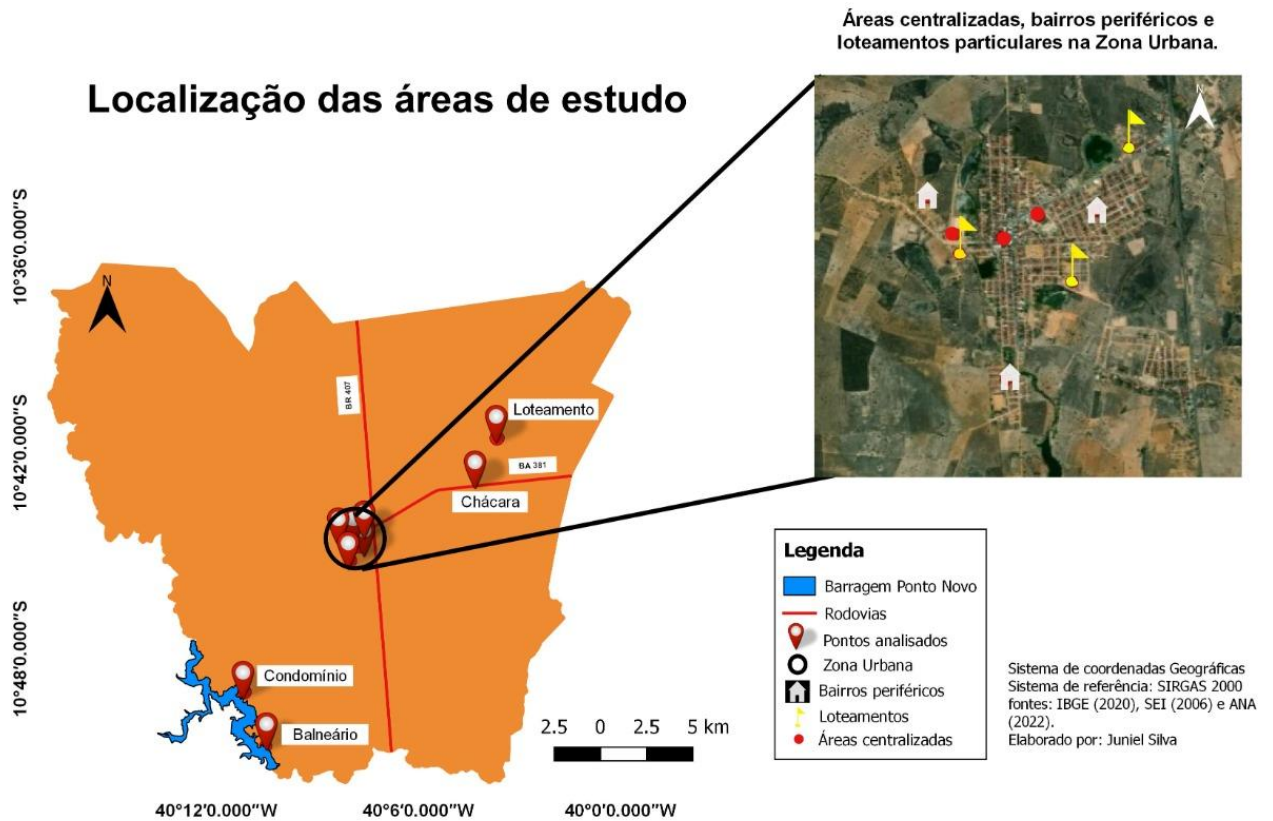 Áreas centralizadas, bairros periféricos e
loteamentos particulares na Zona Urbana.
Localização das áreas de estudo
N
N
10°36'0.000"S
10°42'0.000"S
10°48'0.000"S
BR 407
Loteamento
BA 381
Chácara
Condomínio
Balneário
2.5 0 2.5 5 km
40°12'0.000"W 40°6'0.000"W 40°0'0.000"W
Legenda
Barragem Ponto Novo
Rodovias
Pontos analisados
Zona Urbana
Bairros periféricos
Loteamentos
Áreas centralizadas
Sistema de coordenadas Geográficas
Sistema de referência: SIRGAS 2000
fontes: IBGE (2020), SEI (2006) e ANA
(2022).
Elaborado por: Juniel Silva